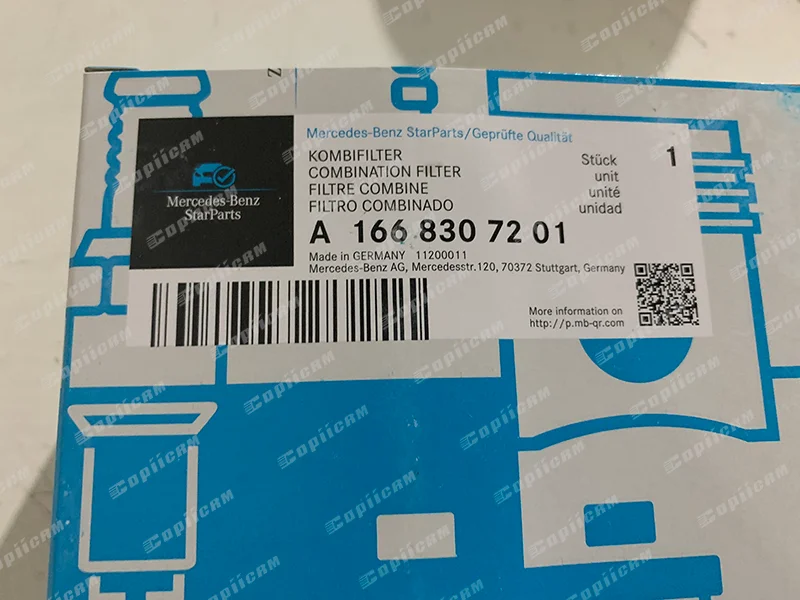 Z
Mercedes-Benz StarParts/Geprüfte Qualität
KOMBIFILTER
COMBINATION FILTER
FILTRE COMBINE
FILTRO COMBINADO
Stück
unit
unité
unidad
1
Mercedes-Benz
StarParts
A 166 830 72 01
Made in GERMANY 11200011
Mercedes-Benz AG, Mercedesstr.120, 70372 Stuttgart, Germany
More information on
http://p.mb-qr.com
Copiicam